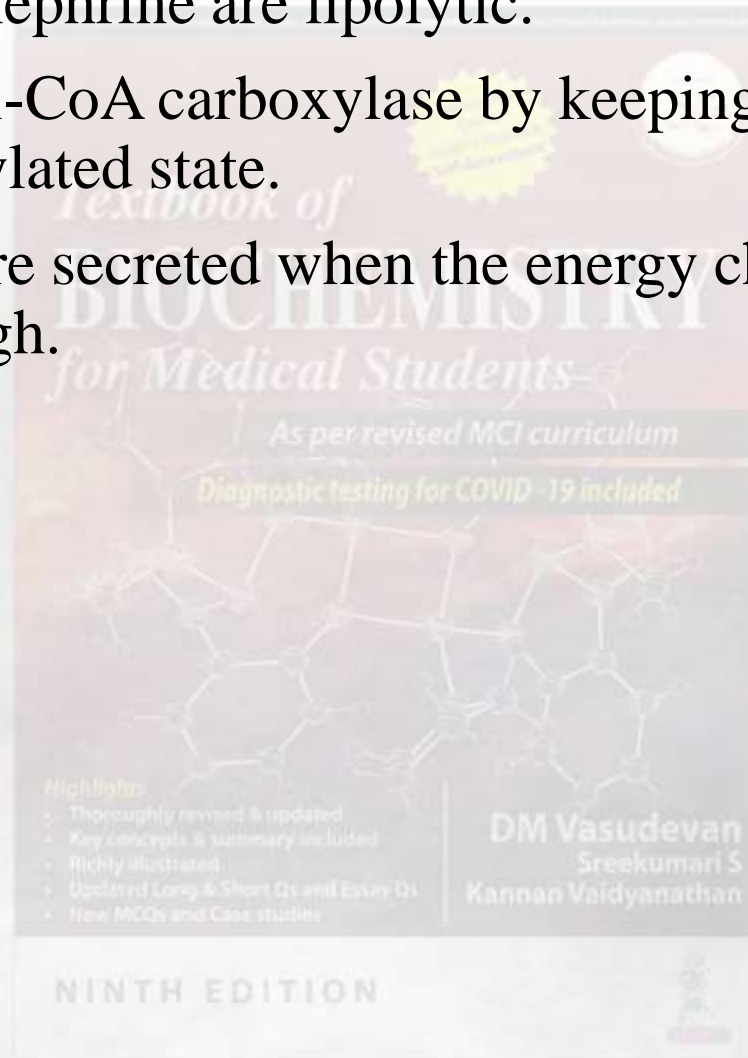 ephrine are lipolytic.
-CoA carboxylase by keeping
ylated state.
re secreted when the energy cl
gh.
Textbook of
BIOCHEMISTRY
for Medical Students
As per revised MCI curriculum
Diagnostic testing for COVID-19 included
Highlights
• Thoroughly revised & updated
• Key concepts & summary included
• Richly illustrated
• Updated Long & Short Qs and Essay Qs
• New MCQs and Case studies
DM Vasudevan
Sreekumari S
Kannan Vaidyanathan
NINTH EDITION